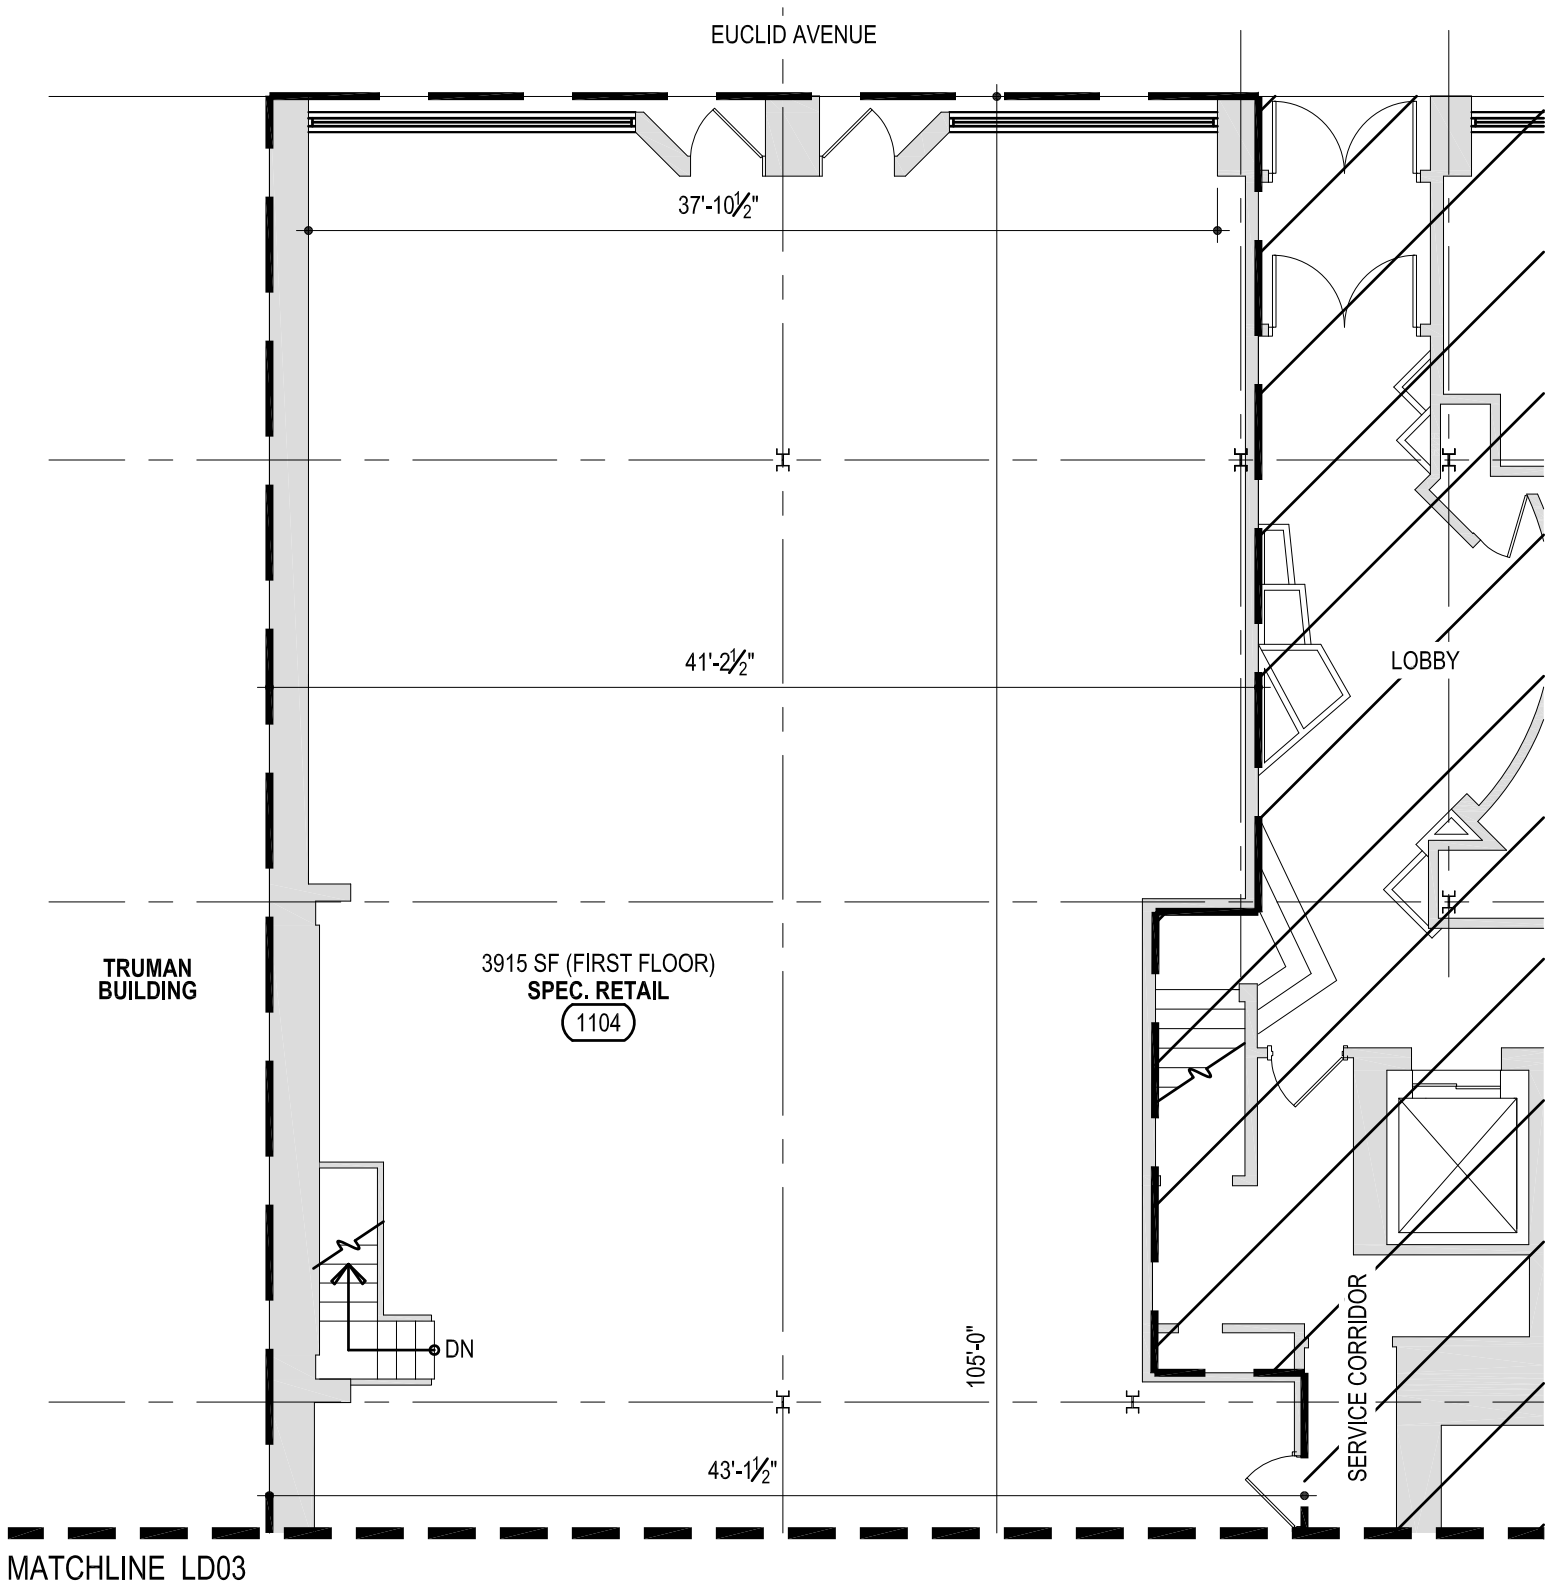 EUCLID AVENUE
37'-10½"
41'-2½"
LOBBY
TRUMAN
BUILDING
3915 SF (FIRST FLOOR)
SPEC. RETAIL
1104
DN
105'-0"
SERVICE CORRIDOR
43'-1½"
MATCHLINE LD03